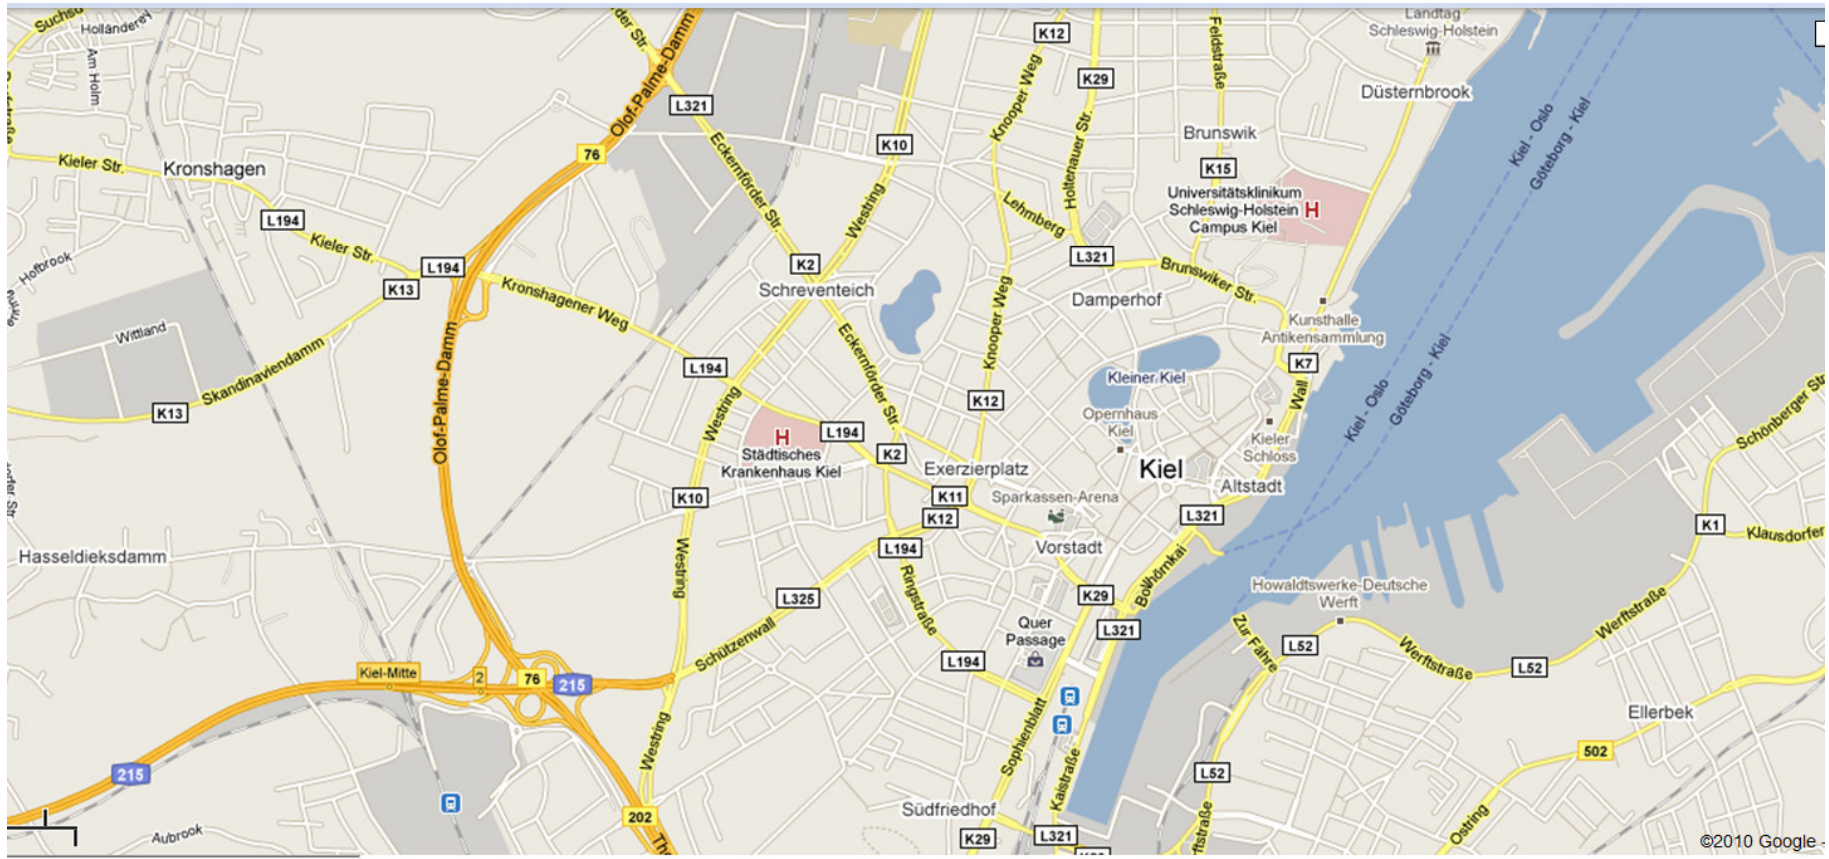 Holländerey
Am Holm
Kieler Str.
Kronshagen
L194
Kieler Str.
L194
K13
Hofbrook
Wittland
Skandinaviendamm
K13
Hasseldieksdamm
Kiel-Mitte
2
76
215
215
Aubrook
202
Olof-Palme-Damm
76
Olof-Palme-Damm
L321
Eckernförder Str.
K10
Westring
K2
Schreventeich
Kronshagener Weg
L194
Eckernförder Str.
Westring
H
Städtisches
Krankenhaus Kiel
L194
K2
K10
Westring
L325
Schützenwall
Westring
L194
Ringstraße
L194
K12
Knooper Weg
K29
Holtenauer Str.
Lehmberg
L321
Feldstraße
Brunswik
K15
Universitätsklinikum
Schleswig-Holstein
Campus Kiel
H
Landtag
Schleswig-Holstein
Düsternbrook
Brunswiker Str.
Damperhof
Knooper Weg
K12
Kunsthalle
Antikensammlung
K7
Wall
Kleiner Kiel
Opernhaus
Kiel
Kieler
Schloss
Kiel
Altstadt
Exerzierplatz
K11
K12
Sparkassen-Arena
Vorstadt
L321
K29
L321
Quer
Passage
Sophienblatt
Kaistraße
Südfriedhof
K29
L321
Kiel - Oslo
Göteborg - Kiel
Kiel - Oslo
Göteborg - Kiel
Howaldtswerke-Deutsche
Werft
Zur Fähre
L52
Werftstraße
L52
Werftstraße
K1
Klausdorfer
Schönberger Str
Ellerbek
502
Ostring
L52
©2010 Google -